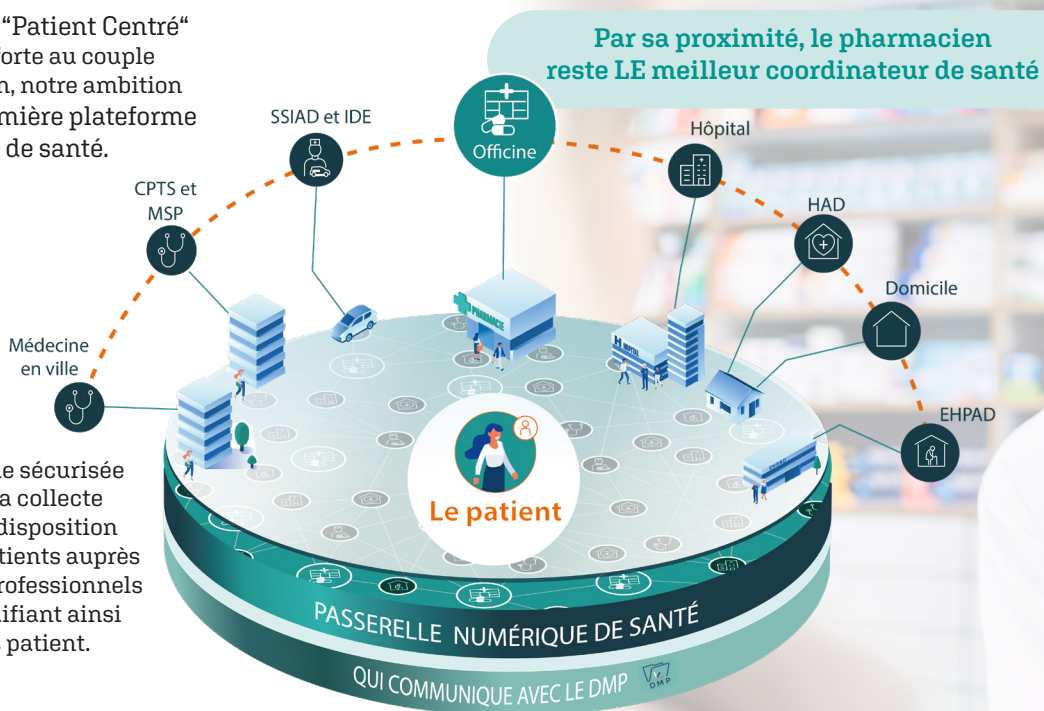 “Patient Centré“
forte au couple
n, notre ambition
mière plateforme
de santé.
Par sa proximité, le pharmacien
reste LE meilleur coordinateur de santé
Officine
SSIAD et IDE
Hôpital
CPTS et
MSP
HAD
Domicile
Médecine
en ville
EHPAD
PHARMACIE
HOPITAL
EHPAD
Le patient
le sécurisée
a collecte
disposition
tients auprès
rofessionnels
ifiant ainsi
s patient.
PASSERELLE NUMÉRIQUE DE SANTÉ
QUI COMMUNIQUE AVEC LE DMP
DMP